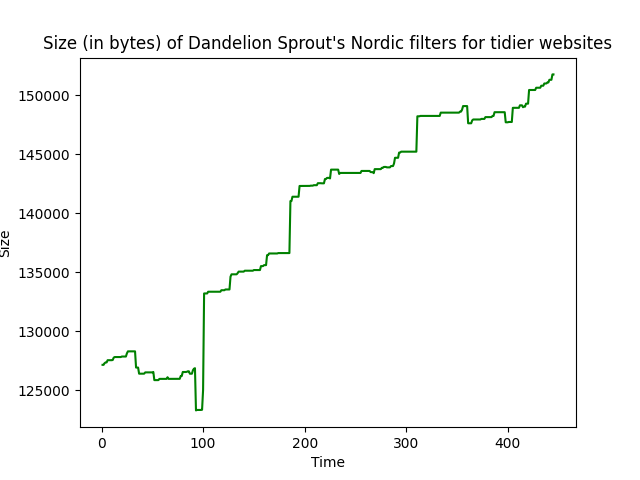 Size (in bytes) of Dandelion Sprout's Nordic filters for tidier websites
150000
145000
140000
135000
130000
125000
Size
0 100 200 300 400
Time